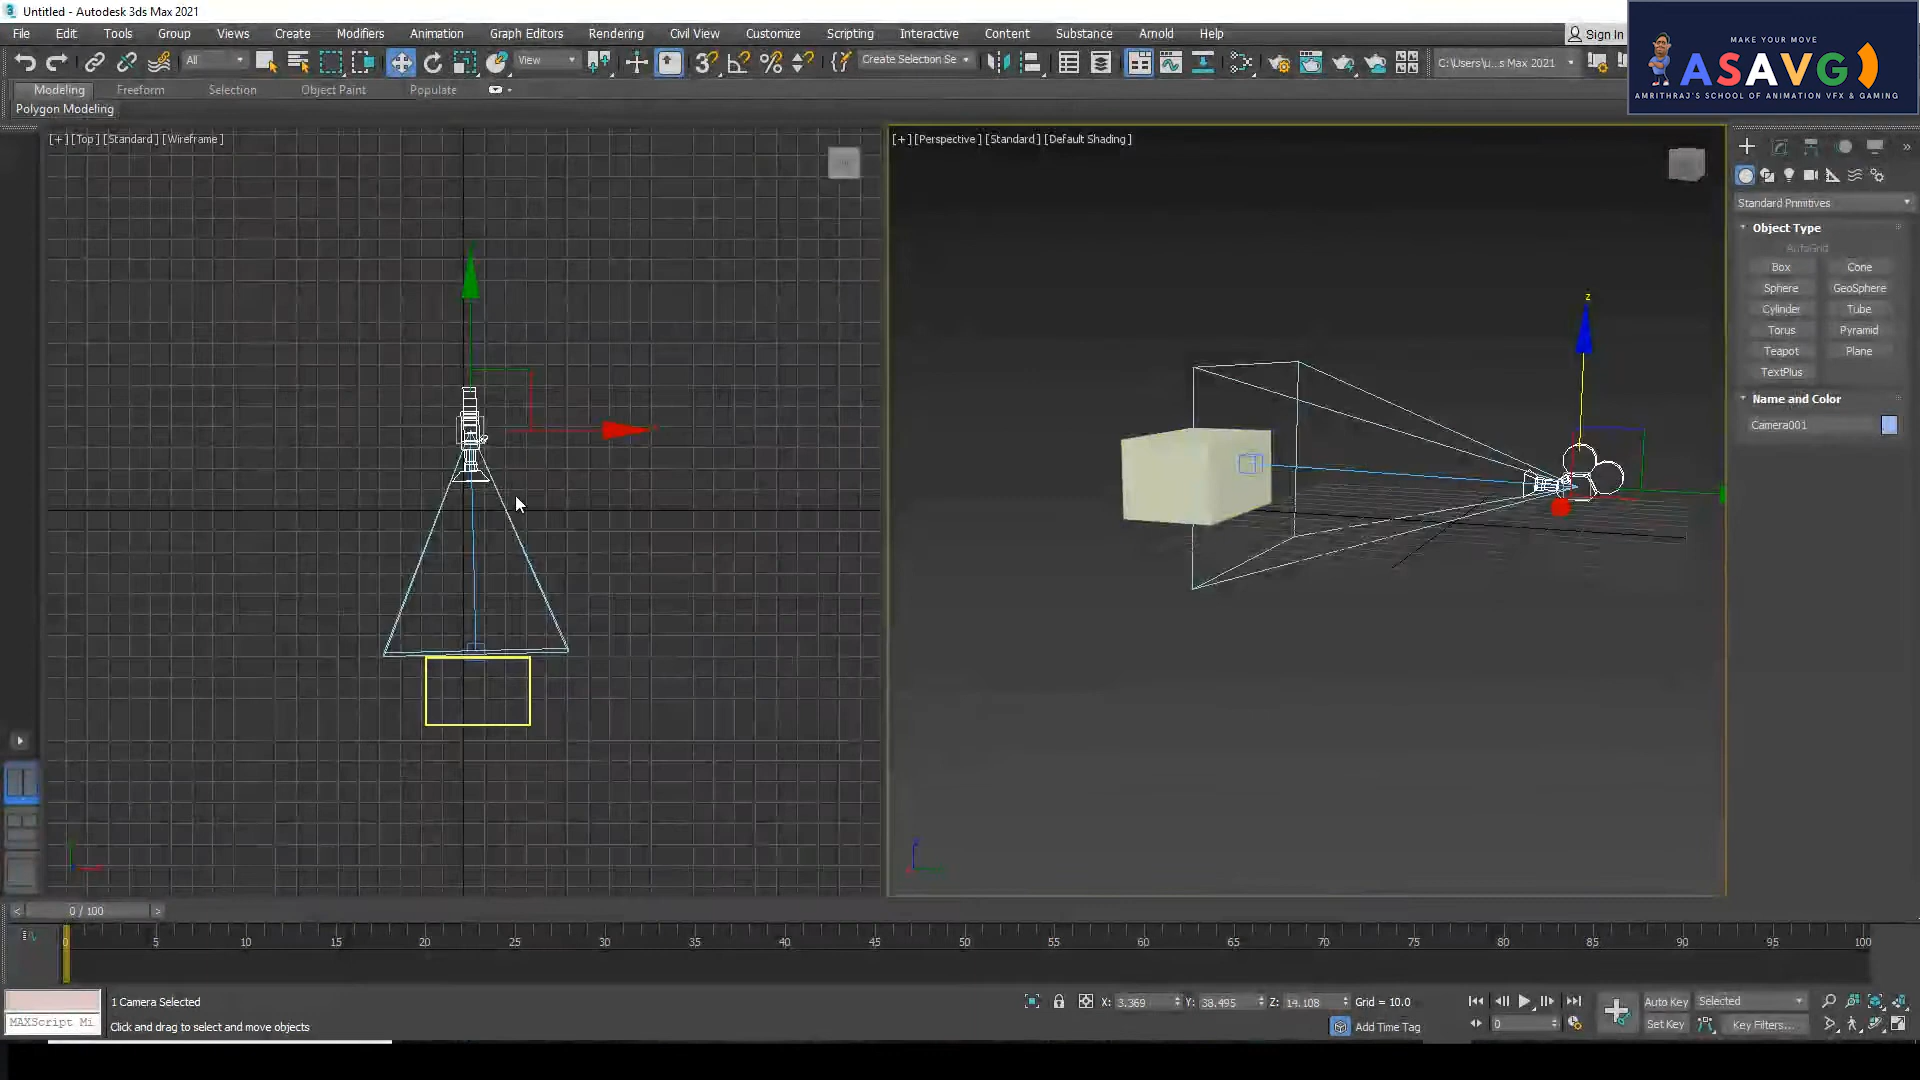 Untitled - Autodesk 3ds Max 2021
File Edit Tools Group Views Create Modifiers Animation Graph Editors Rendering Civil View Customize Scripting Interactive Content Substance Arnold Help
Sign In
All
View
Create Selection Se
C:\Users\u...s Max 2021
MAKE YOUR MOVE
ASAVG
AMRITHRAJ'S SCHOOL OF ANIMATION VFX & GAMING
Modeling Freeform Selection Object Paint Populate
Polygon Modeling
[+] [Top] [Standard] [Wireframe]
[+] [Perspective] [Standard] [Default Shading]
z
Standard Primitives
Object Type
AutoGrid
Box Cone
Sphere GeoSphere
Cylinder Tube
Torus Pyramid
Teapot Plane
TextPlus
Name and Color
Camera001
< 0 / 100 >
0 5 10 15 20 25 30 35 40 45 50 55 60 65 70 75 80 85 90 95 100
1 Camera Selected
X: 3.369 Y: 38.495 Z: 14.108 Grid = 10.0
Auto Key Selected
MAXScript Mi
Click and drag to select and move objects
Add Time Tag
0
Set Key Key Filters...